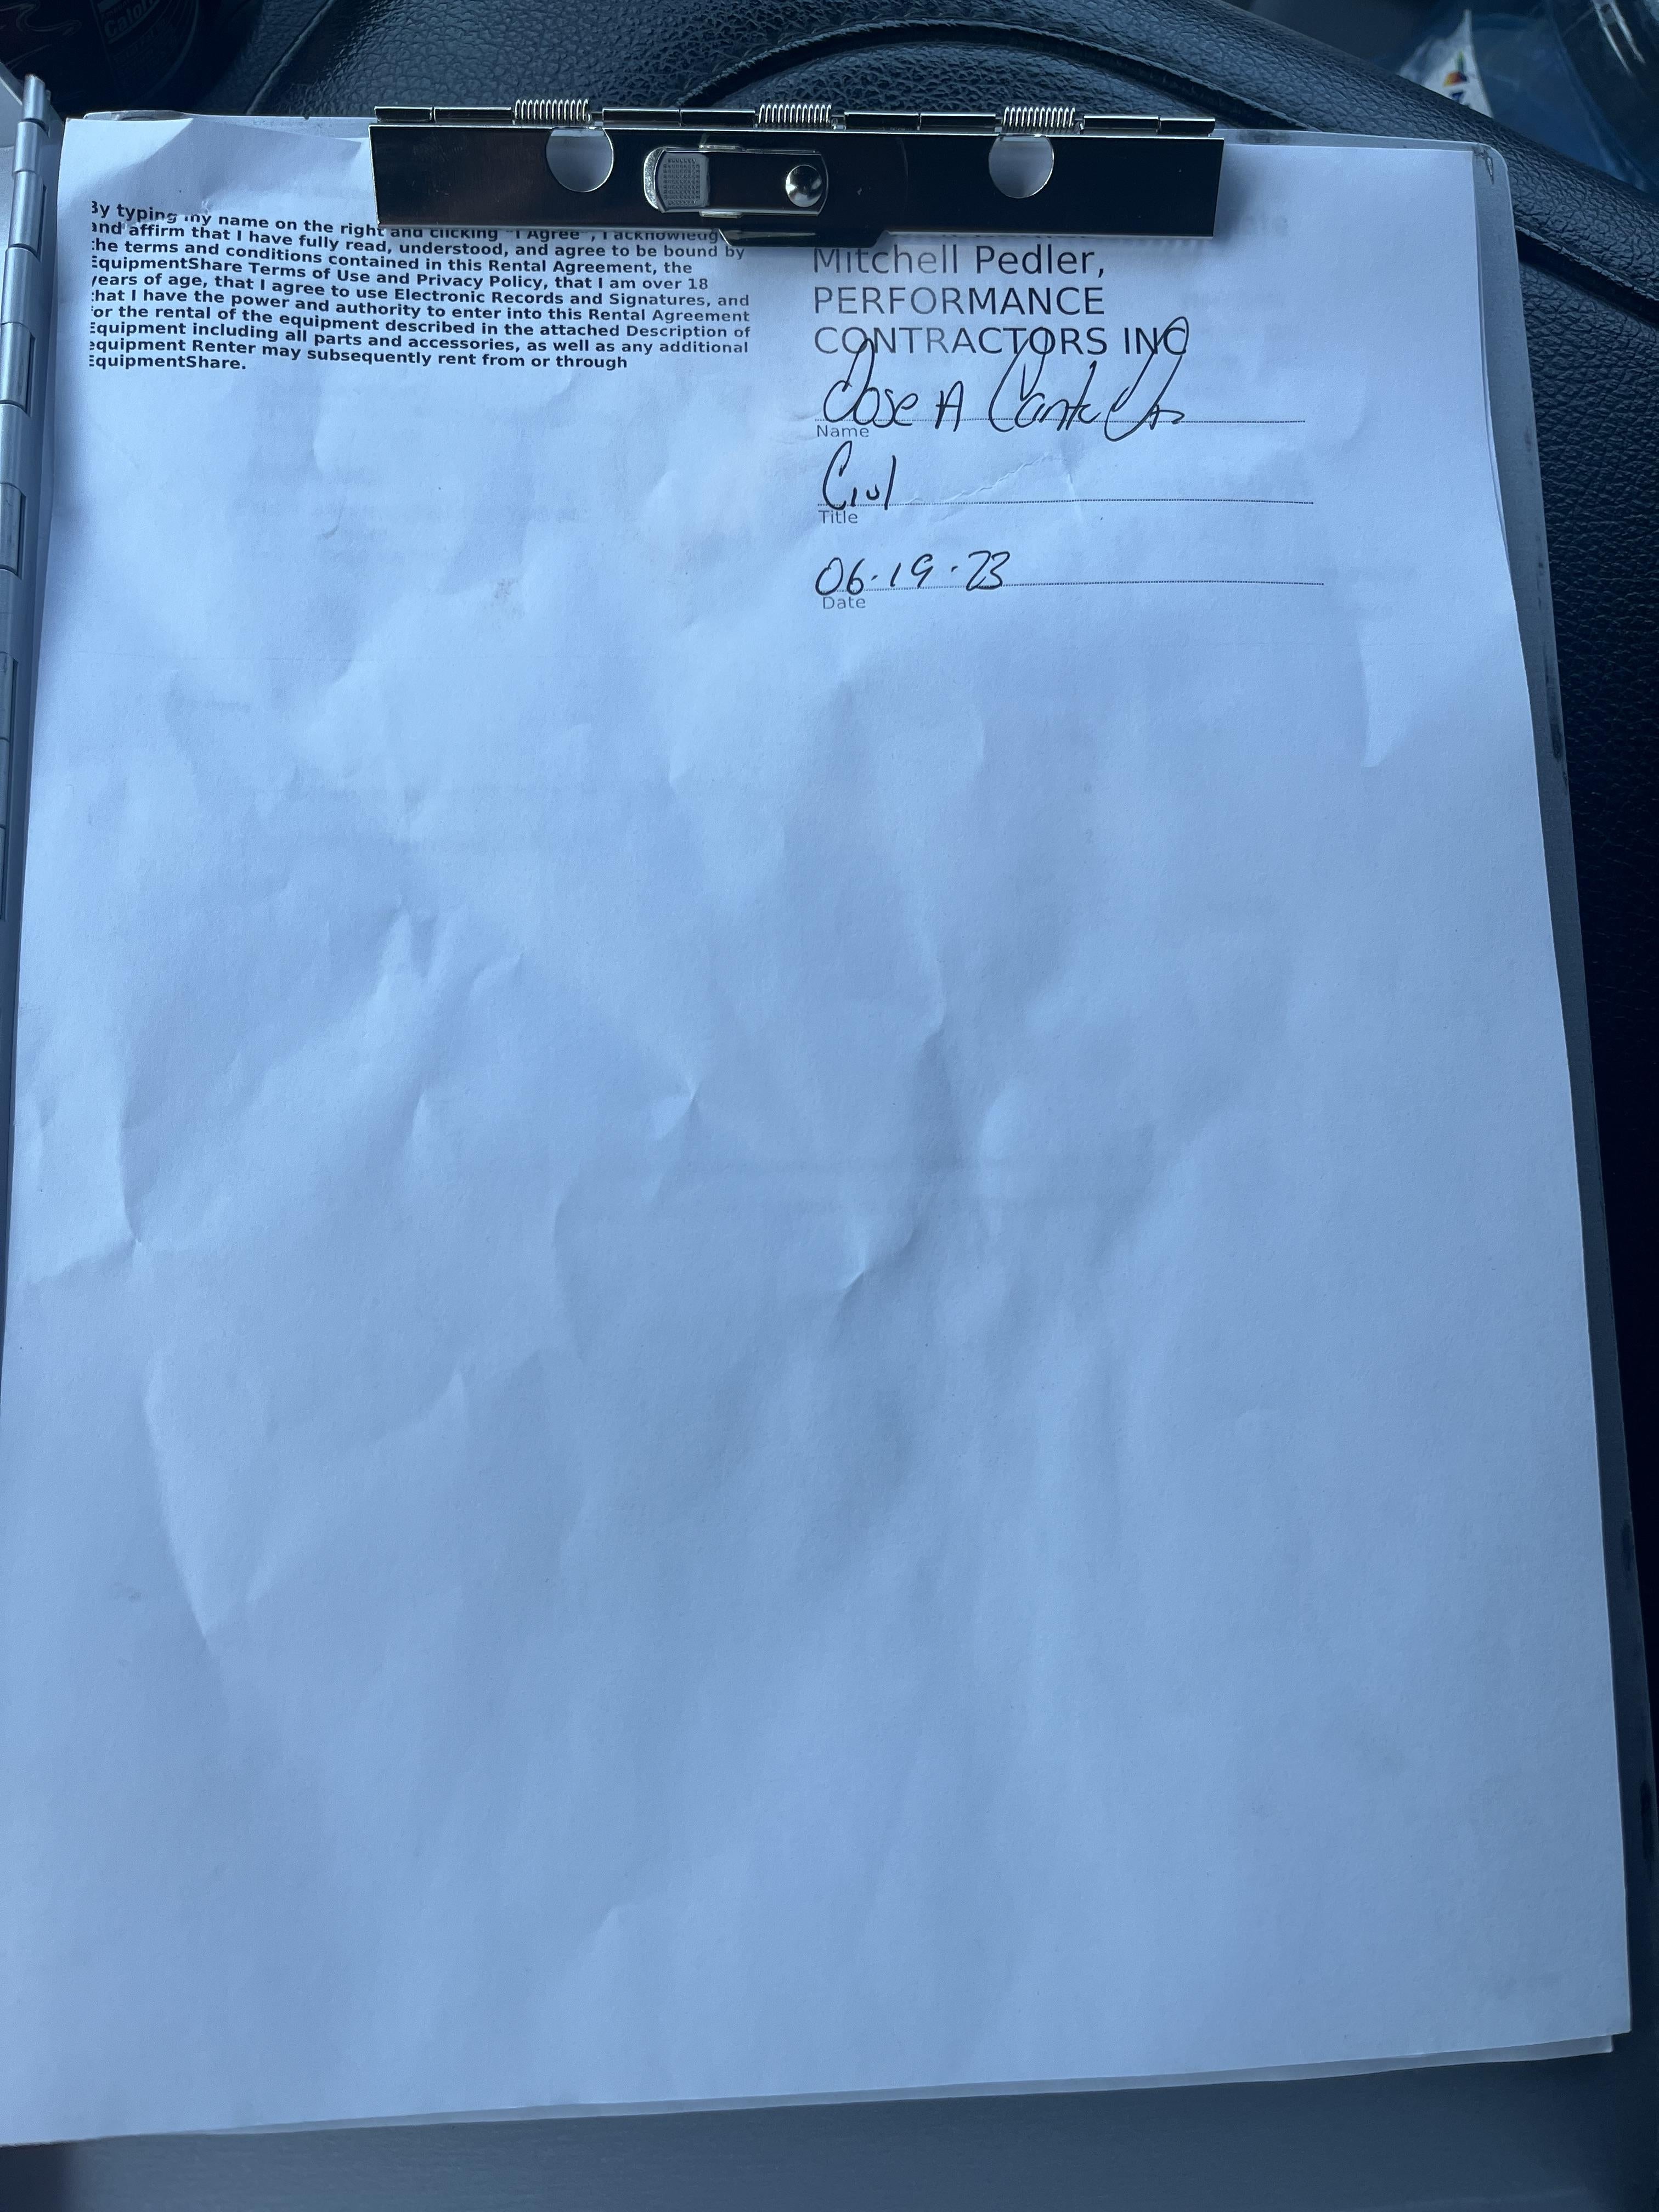 By typing my name on the right and clicking "I Agree", I acknowledg
and affirm that I have fully read, understood, and agree to be bound by
the terms and conditions contained in this Rental Agreement, the
EquipmentShare Terms of Use and Privacy Policy, that I am over 18
years of age, that I agree to use Electronic Records and Signatures, and
that I have the power and authority to enter into this Rental Agreement
for the rental of the equipment described in the attached Description of
Equipment including all parts and accessories, as well as any additional
equipment Renter may subsequently rent from or through
EquipmentShare.
Mitchell Pedler,
PERFORMANCE
CONTRACTORS INC
Jose A
Name
Civil
Title
06-19-23
Date